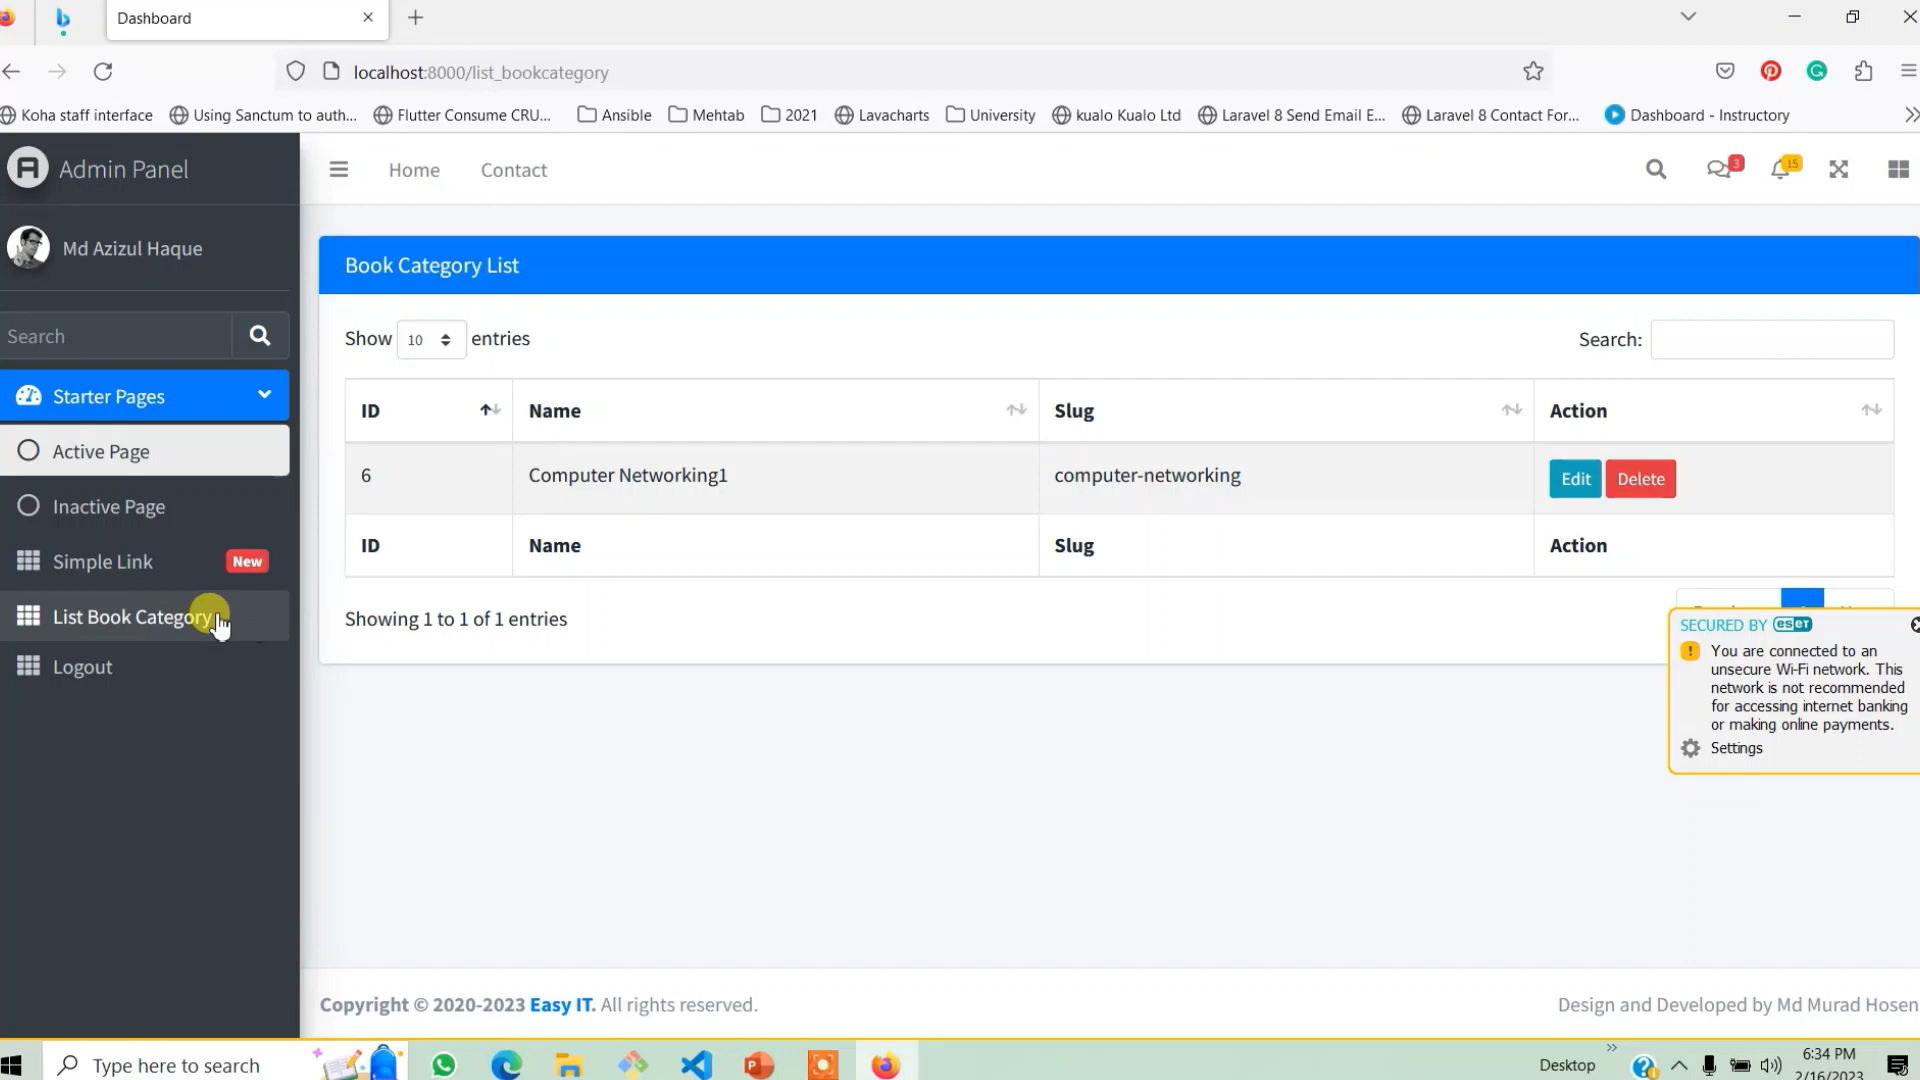 Dashboard
localhost:8000/list_bookcategory
Koha staff interface
Using Sanctum to auth...
Flutter Consume CRU...
Ansible
Mehtab
2021
Lavacharts
University
kualo Kualo Ltd
Laravel 8 Send Email E...
Laravel 8 Contact For...
Dashboard - Instructory
Admin Panel
Home
Contact
3
15
Md Azizul Haque
Book Category List
Search
Show 10 entries
Search:
Starter Pages
ID Name Slug Action
Active Page
6 Computer Networking1 computer-networking Edit Delete
Inactive Page
ID Name Slug Action
Simple Link New
List Book Category
Showing 1 to 1 of 1 entries
Logout
SECURED BY eset
You are connected to an
unsecure Wi-Fi network. This
network is not recommended
for accessing internet banking
or making online payments.
Settings
Copyright © 2020-2023 Easy IT. All rights reserved.
Design and Developed by Md Murad Hosen
Type here to search
Desktop
6:34 PM
2/16/2023